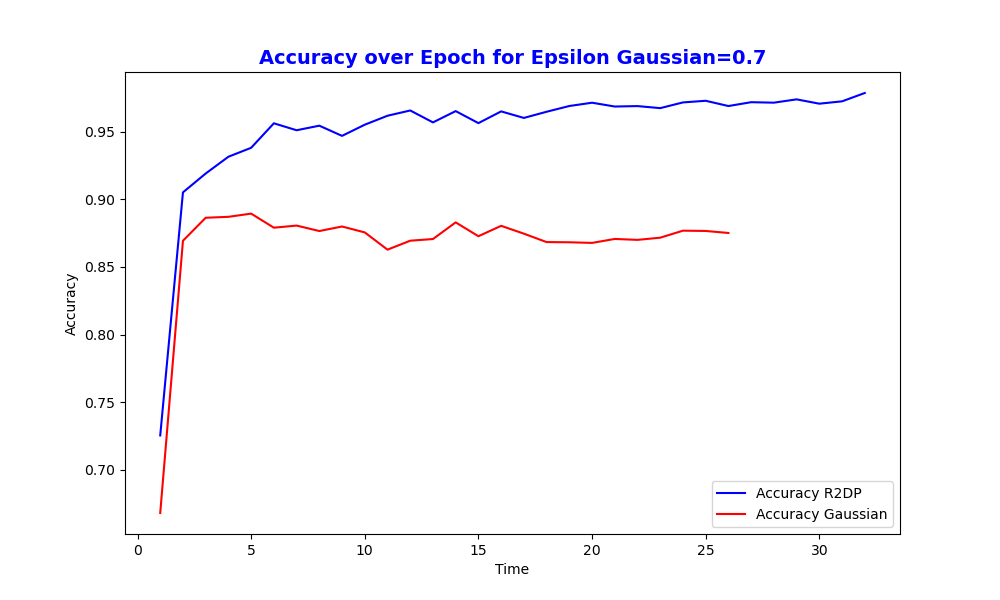 Accuracy over Epoch for Epsilon Gaussian=0.7
Accuracy
0.95
0.90
0.85
0.80
0.75
0.70
0 5 10 15 20 25 30
Time
Accuracy R2DP
Accuracy Gaussian